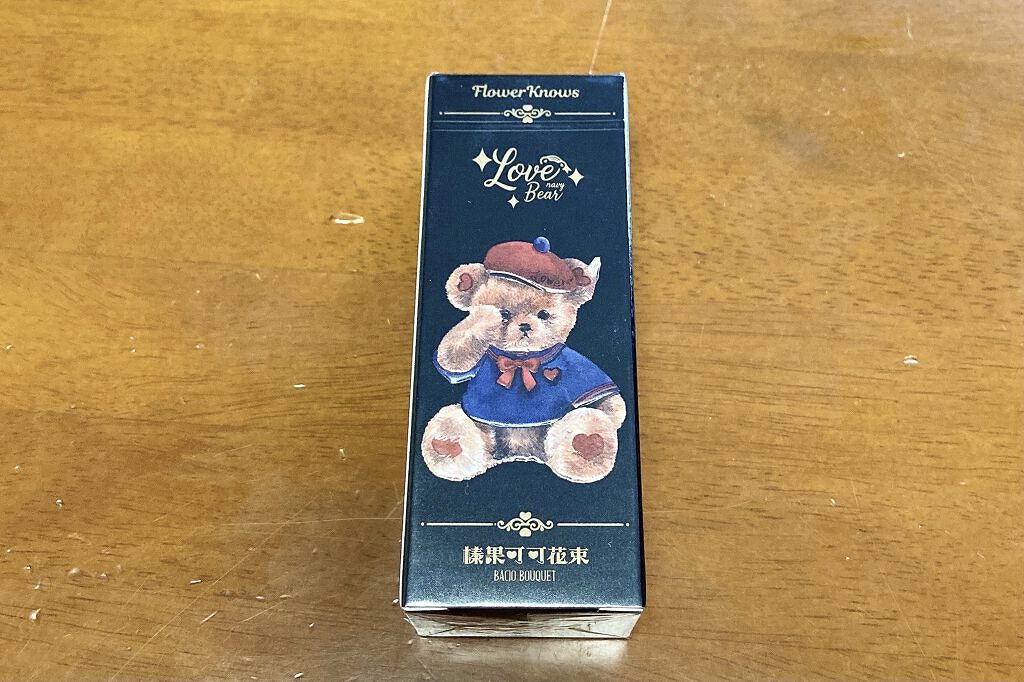 FlowerKnows
Love
navy
Bear
榛果可可花束
BACIO BOUQUET